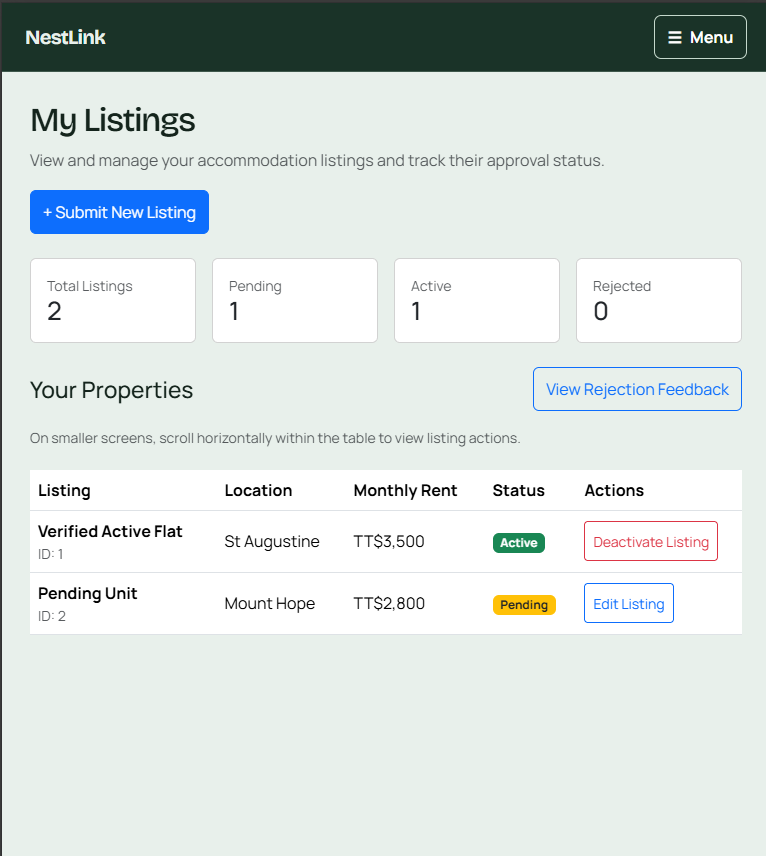 NestLink
☰ Menu
My Listings
View and manage your accommodation listings and track their approval status.
+ Submit New Listing
Total Listings
2
Pending
1
Active
1
Rejected
0
Your Properties
View Rejection Feedback
On smaller screens, scroll horizontally within the table to view listing actions.
Listing Location Monthly Rent Status Actions
Verified Active Flat
ID: 1
St Augustine TT$3,500 Active Deactivate Listing
Pending Unit
ID: 2
Mount Hope TT$2,800 Pending Edit Listing